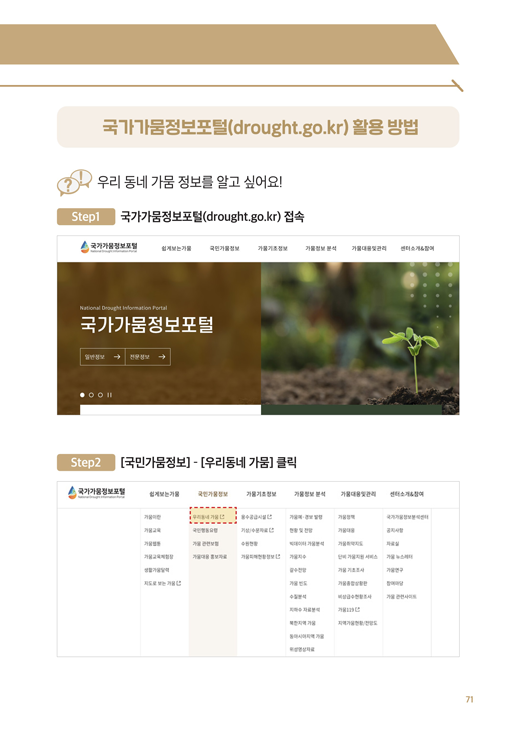 국가가뭄정보포털(drought.go.kr) 활용 방법
우리 동네 가뭄 정보를 알고 싶어요!
Step1 국가가뭄정보포털(drought.go.kr) 접속
국가가뭄정보포털
National Drought Information Portal
쉽게보는가뭄 국민가뭄정보 가뭄기초정보 가뭄정보 분석 가뭄대응및관리 센터소개&참여
National Drought Information Portal
국가가뭄정보포털
일반정보 → 전문정보 →
Step2 [국민가뭄정보] - [우리동네 가뭄] 클릭
국가가뭄정보포털
National Drought Information Portal
쉽게보는가뭄 국민가뭄정보 가뭄기초정보 가뭄정보 분석 가뭄대응및관리 센터소개&참여
가뭄이란 우리동네 가뭄 용수공급시설 가뭄예·경보 발령 가뭄정책 국가가뭄정보분석센터
가뭄교육 국민행동요령 기상/수문자료 현황 및 전망 가뭄대응 공지사항
가뭄웹툰 가뭄 관련보험 수원현황 빅데이터 가뭄분석 가뭄취약지도 자료실
가뭄교육체험장 가뭄대응 홍보자료 가뭄피해현황정보 가뭄지수 단비 가뭄지원 서비스 가뭄 뉴스레터
생활가뭄달력 갈수전망 가뭄 기초조사 가뭄연구
지도로 보는 가뭄 가뭄 빈도 가뭄종합상황판 참여마당
수질분석 비상급수현황조사 가뭄 관련사이트
지하수 자료분석 가뭄119
북한지역 가뭄 지역가뭄현황/전망도
동아시아지역 가뭄
위성영상자료
71